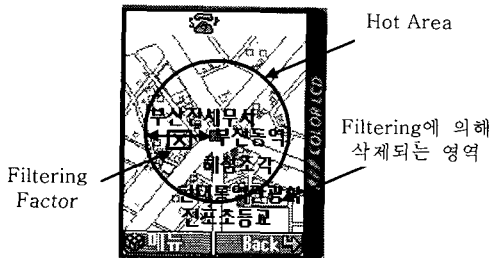 Hot Area
COLOR LCD
부산진세무서
부전동역
Filtering에 의해
삭제되는 영역
해청조각
Filtering
Factor
전포초등교
메뉴
Back